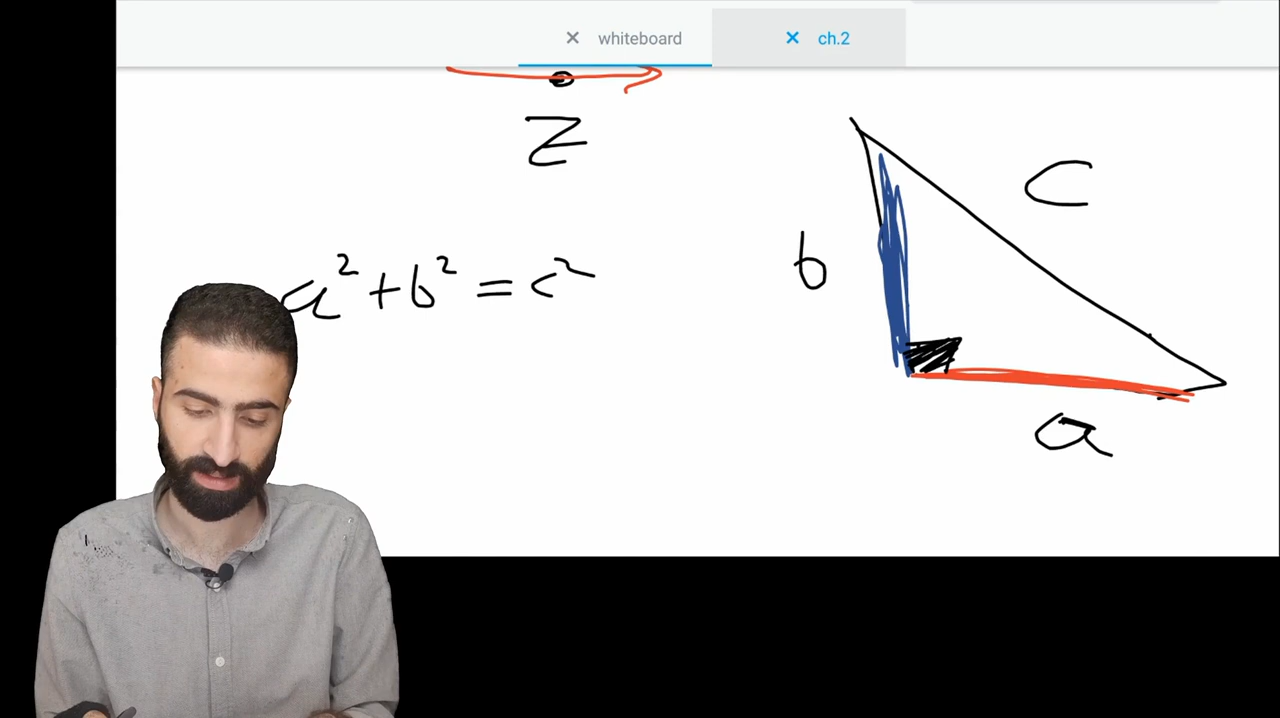 whiteboard
ch.2
Z
c
b
a² + b² = c²
a